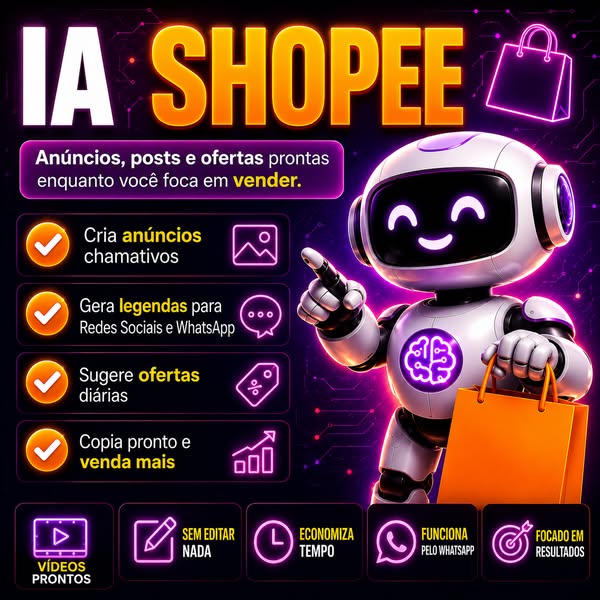 IA SHOPEE
Anúncios, posts e ofertas prontas
enquanto você foca em vender.
Cria anúncios
chamativos
Gera legendas para
Redes Sociais e WhatsApp
Sugere ofertas
diárias
Copia pronto e
venda mais
VÍDEOS
PRONTOS
SEM EDITAR
NADA
ECONOMIZA
TEMPO
FUNCIONA
PELO WHATSAPP
FOCADO EM
RESULTADOS